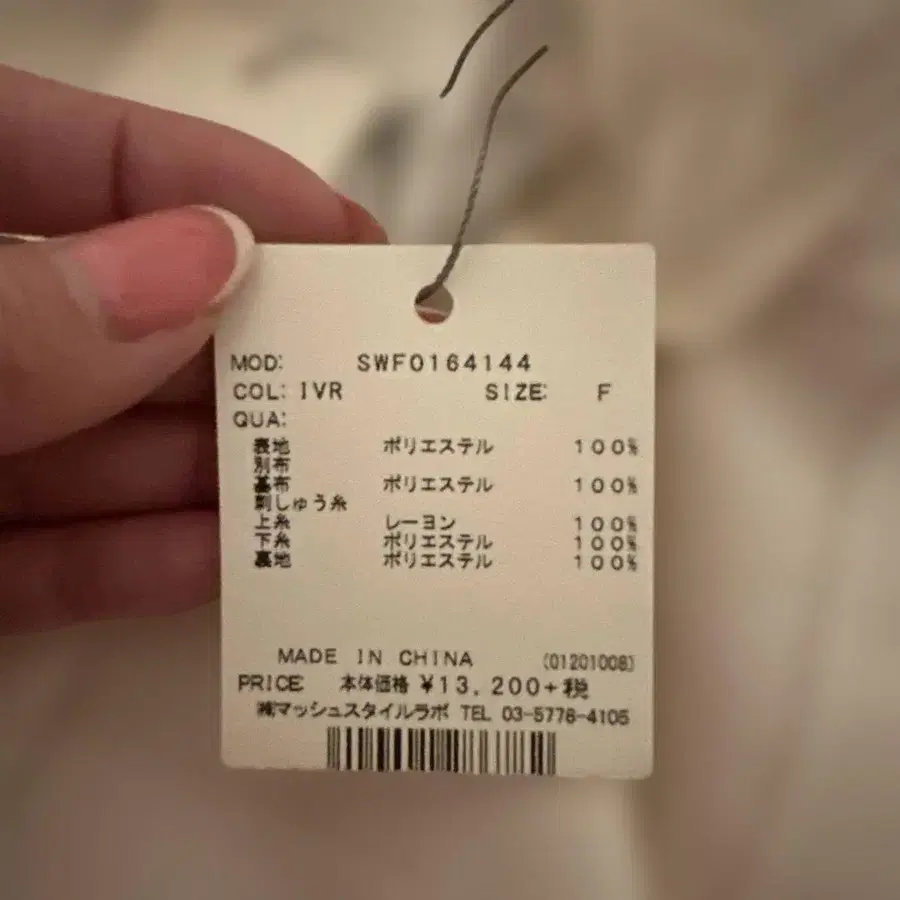 MOD: SWF0164144
COL: IVR SIZE: F
QUA:
表地 ポリエステル 100%
別布
基布 ポリエステル 100%
刺しゅう糸
上糸 レーヨン 100%
下糸 ポリエステル 100%
裏地 ポリエステル 100%
MADE IN CHINA (01201008)
PRICE 本体価格 ¥13,200+税
㈱マッシュスタイルラボ TEL 03-5778-4105